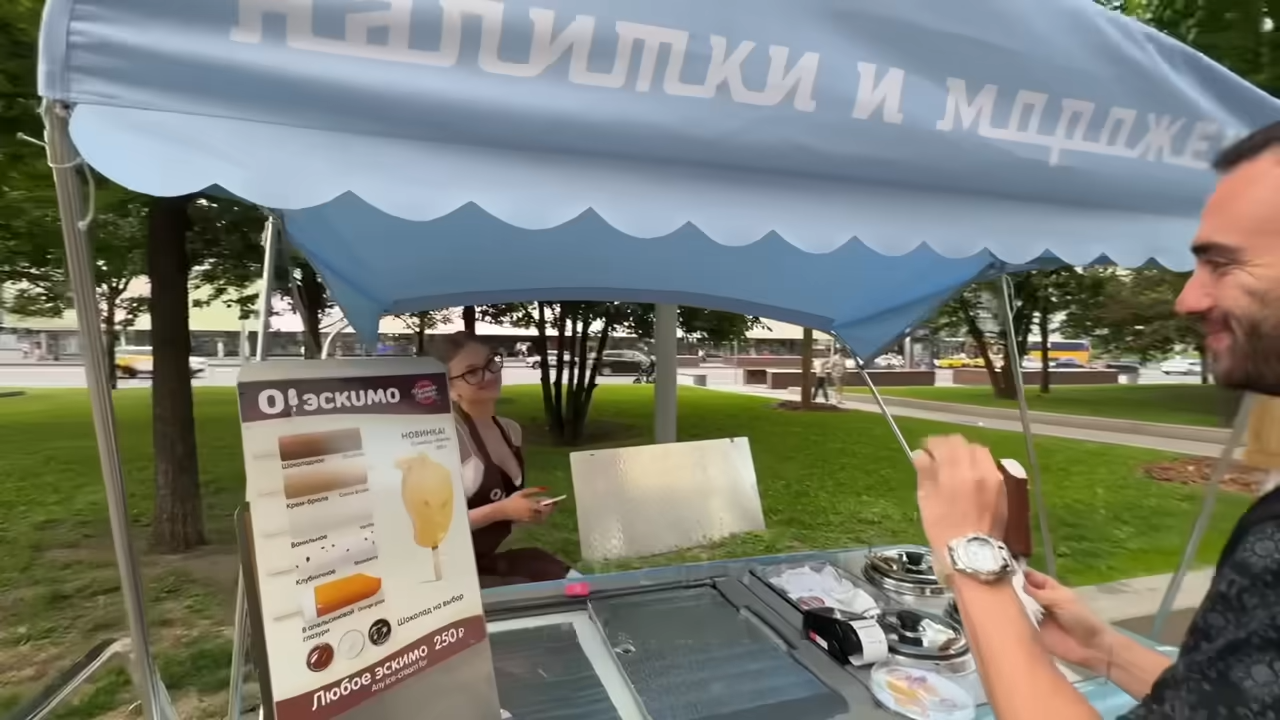 Напитки и мороже
О! эскимо
НОВИНКА!
Шоколадное
Крем-брюле
Ванильное
Клубничное
В апельсиновой
глазури
Шоколад на выбор
Любое эскимо 250 ₽
Any ice-cream for